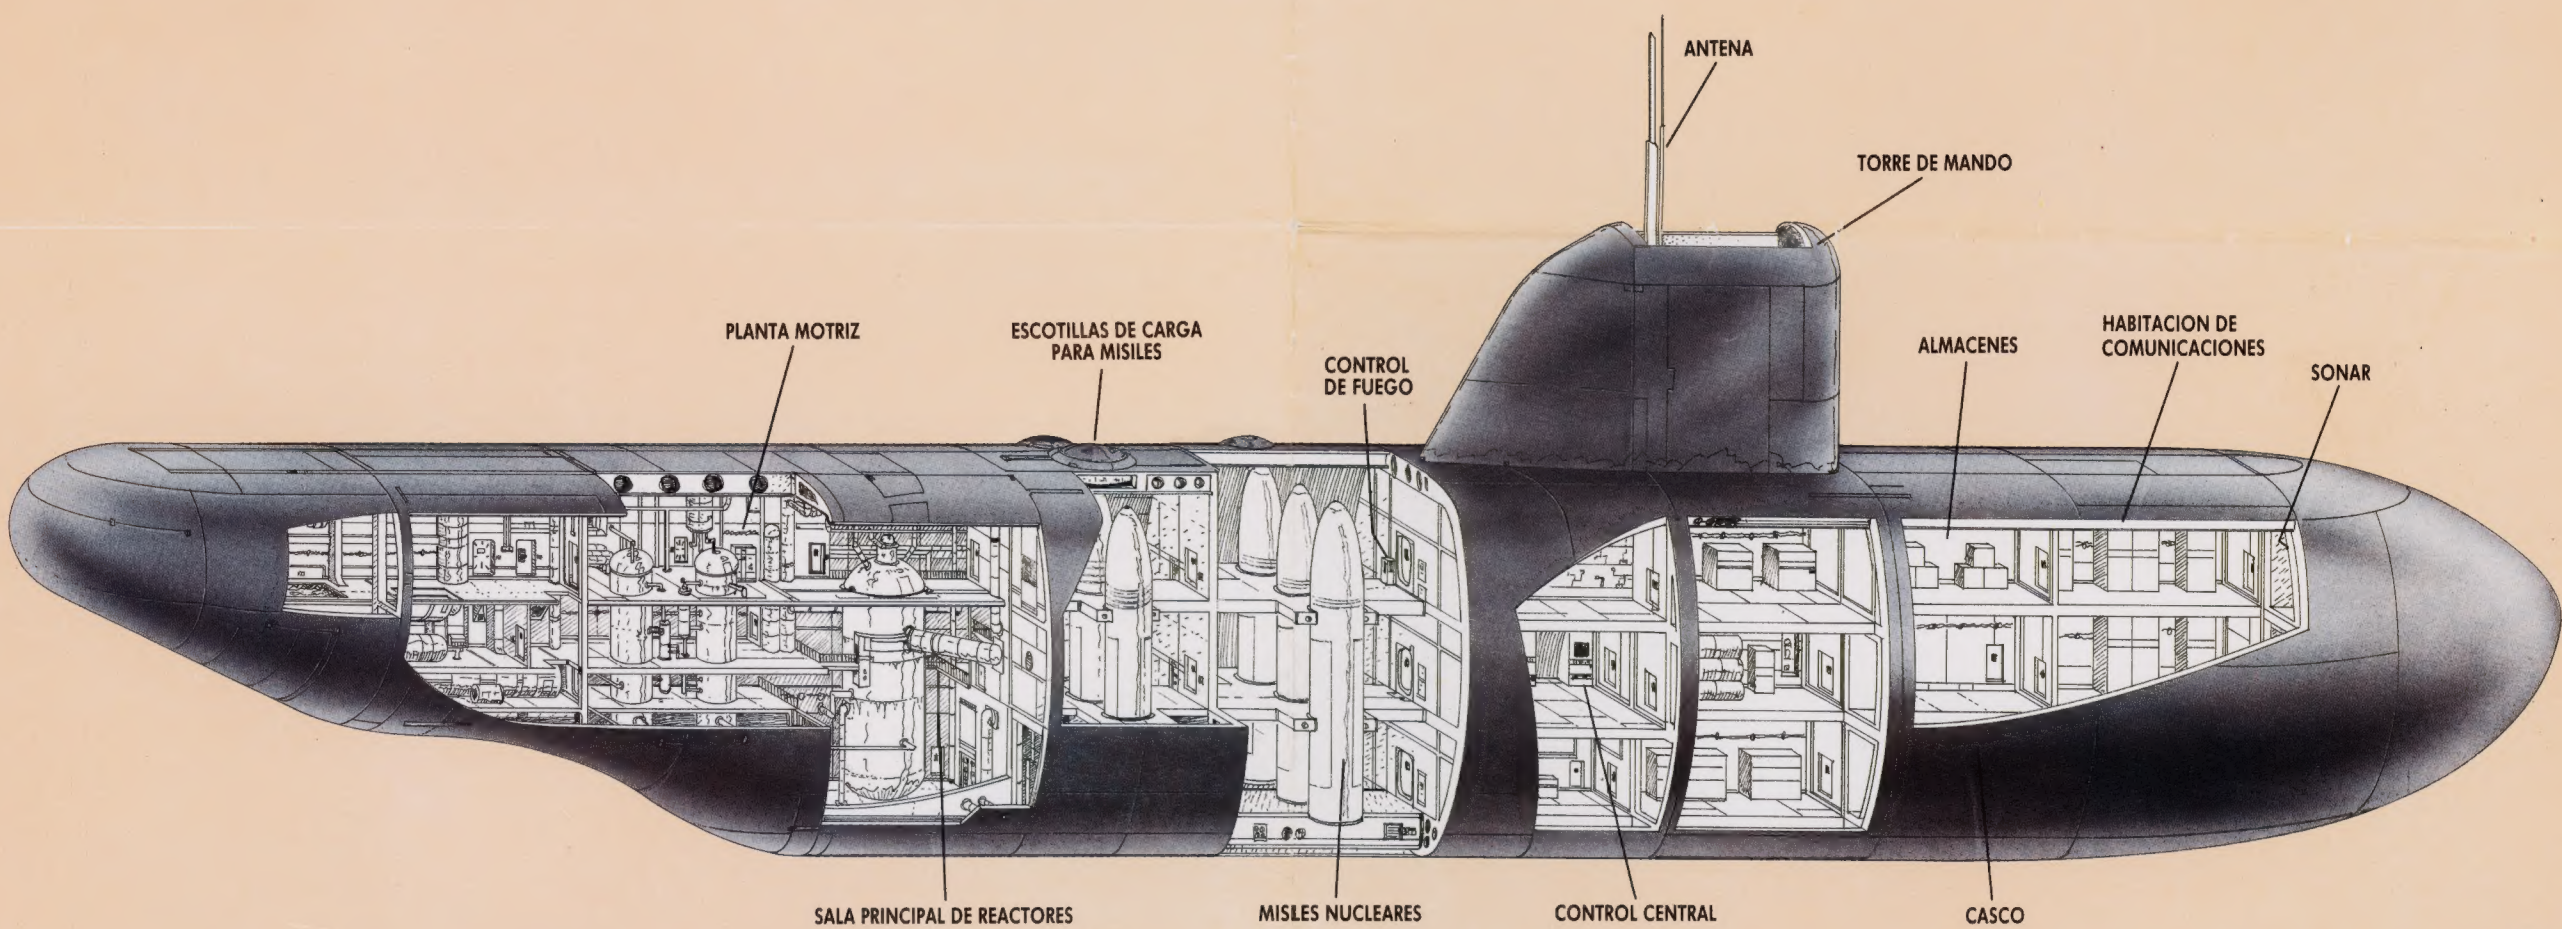 ANTENA
TORRE DE MANDO
PLANTA MOTRIZ
ESCOTILLAS DE CARGA
PARA MISILES
CONTROL
DE FUEGO
ALMACENES
HABITACION DE
COMUNICACIONES
SONAR
SALA PRINCIPAL DE REACTORES
MISLES NUCLEARES
CONTROL CENTRAL
CASCO